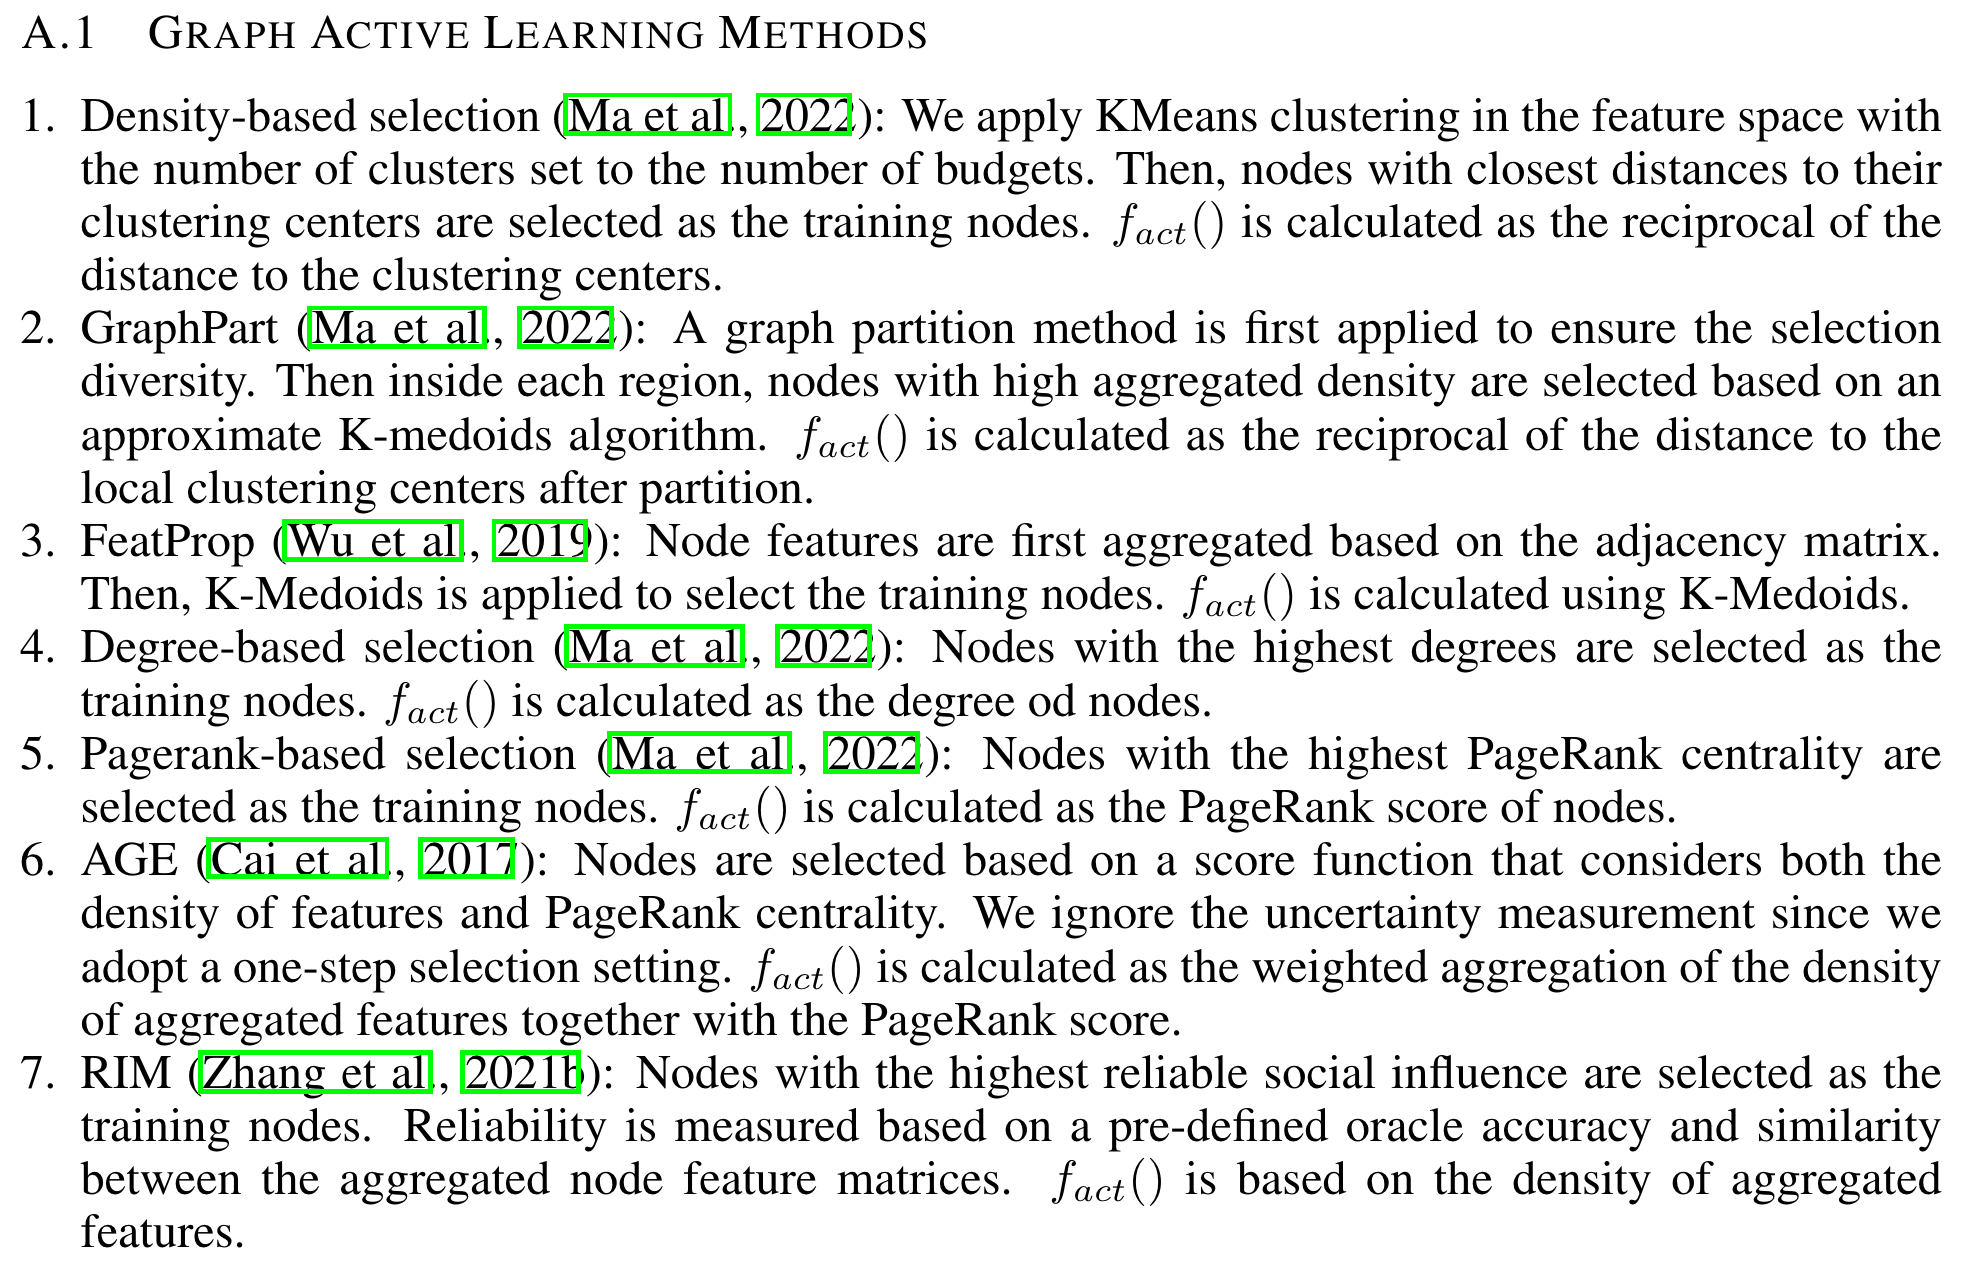 A.1 GRAPH ACTIVE LEARNING METHODS
1. Density-based selection (Ma et al., 2022): We apply KMeans clustering in the feature space with
the number of clusters set to the number of budgets. Then, nodes with closest distances to their
clustering centers are selected as the training nodes. f_act() is calculated as the reciprocal of the
distance to the clustering centers.
2. GraphPart (Ma et al., 2022): A graph partition method is first applied to ensure the selection
diversity. Then inside each region, nodes with high aggregated density are selected based on an
approximate K-medoids algorithm. f_act() is calculated as the reciprocal of the distance to the
local clustering centers after partition.
3. FeatProp (Wu et al., 2019): Node features are first aggregated based on the adjacency matrix.
Then, K-Medoids is applied to select the training nodes. f_act() is calculated using K-Medoids.
4. Degree-based selection (Ma et al., 2022): Nodes with the highest degrees are selected as the
training nodes. f_act() is calculated as the degree od nodes.
5. Pagerank-based selection (Ma et al., 2022): Nodes with the highest PageRank centrality are
selected as the training nodes. f_act() is calculated as the PageRank score of nodes.
6. AGE (Cai et al., 2017): Nodes are selected based on a score function that considers both the
density of features and PageRank centrality. We ignore the uncertainty measurement since we
adopt a one-step selection setting. f_act() is calculated as the weighted aggregation of the density
of aggregated features together with the PageRank score.
7. RIM (Zhang et al., 2021b): Nodes with the highest reliable social influence are selected as the
training nodes. Reliability is measured based on a pre-defined oracle accuracy and similarity
between the aggregated node feature matrices. f_act() is based on the density of aggregated
features.